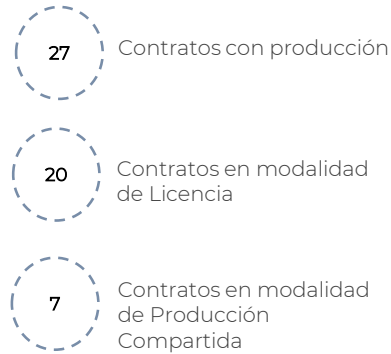 27
Contratos con producción
20
Contratos en modalidad
de Licencia
7
Contratos en modalidad
de Producción
Compartida